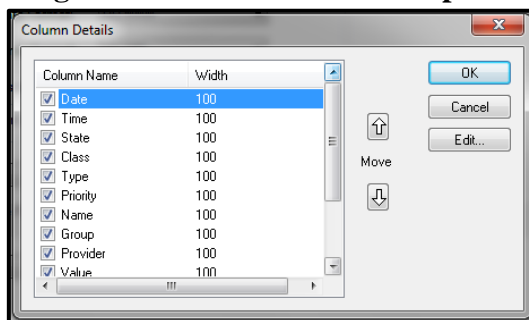 Column Details
Column Name Width
Date 100
Time 100
State 100
Class 100
Type 100
Priority 100
Name 100
Group 100
Provider 100
Value 100
Move
OK
Cancel
Edit...